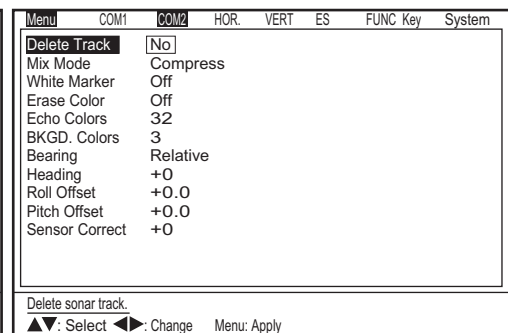 Menu COM1 COM2 HOR. VERT ES FUNC Key System
Delete Track No
Mix Mode Compress
White Marker Off
Erase Color Off
Echo Colors 32
BKGD. Colors 3
Bearing Relative
Heading +0
Roll Offset +0.0
Pitch Offset +0.0
Sensor Correct +0
Delete sonar track.
▲▼: Select ◀▶: Change Menu: Apply